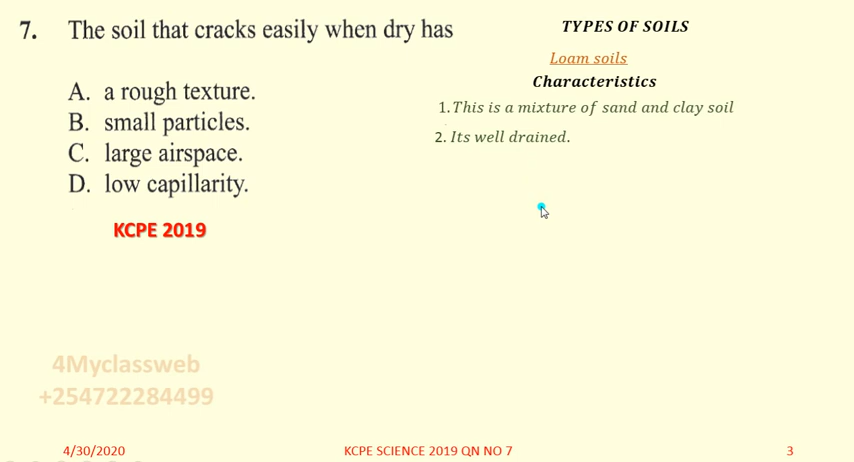 7. The soil that cracks easily when dry has
A. a rough texture.
B. small particles.
C. large airspace.
D. low capillarity.
KCPE 2019
TYPES OF SOILS
Loam soils
Characteristics
1. This is a mixture of sand and clay soil
2. Its well drained.
4Myclassweb
+254722284499
4/30/2020
KCPE SCIENCE 2019 QN NO 7
3